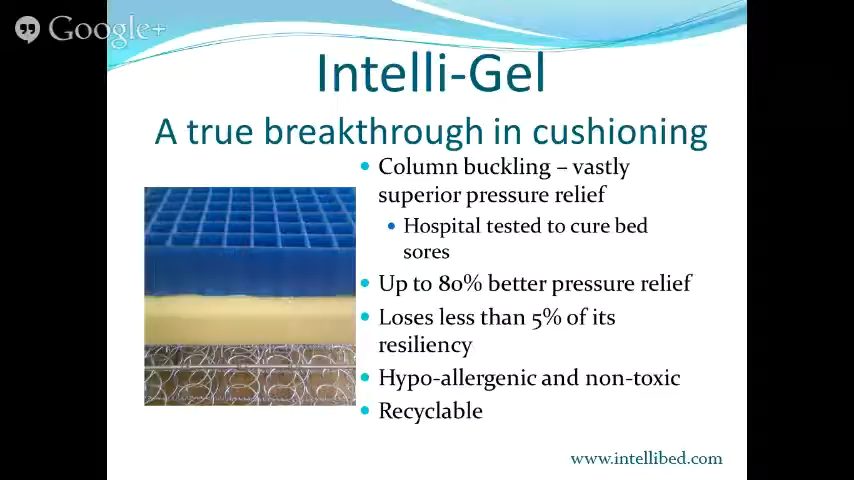 Google+
Intelli-Gel
A true breakthrough in cushioning
Column buckling – vastly
superior pressure relief
Hospital tested to cure bed
sores
Up to 80% better pressure relief
Loses less than 5% of its
resiliency
Hypo-allergenic and non-toxic
Recyclable
www.intellibed.com